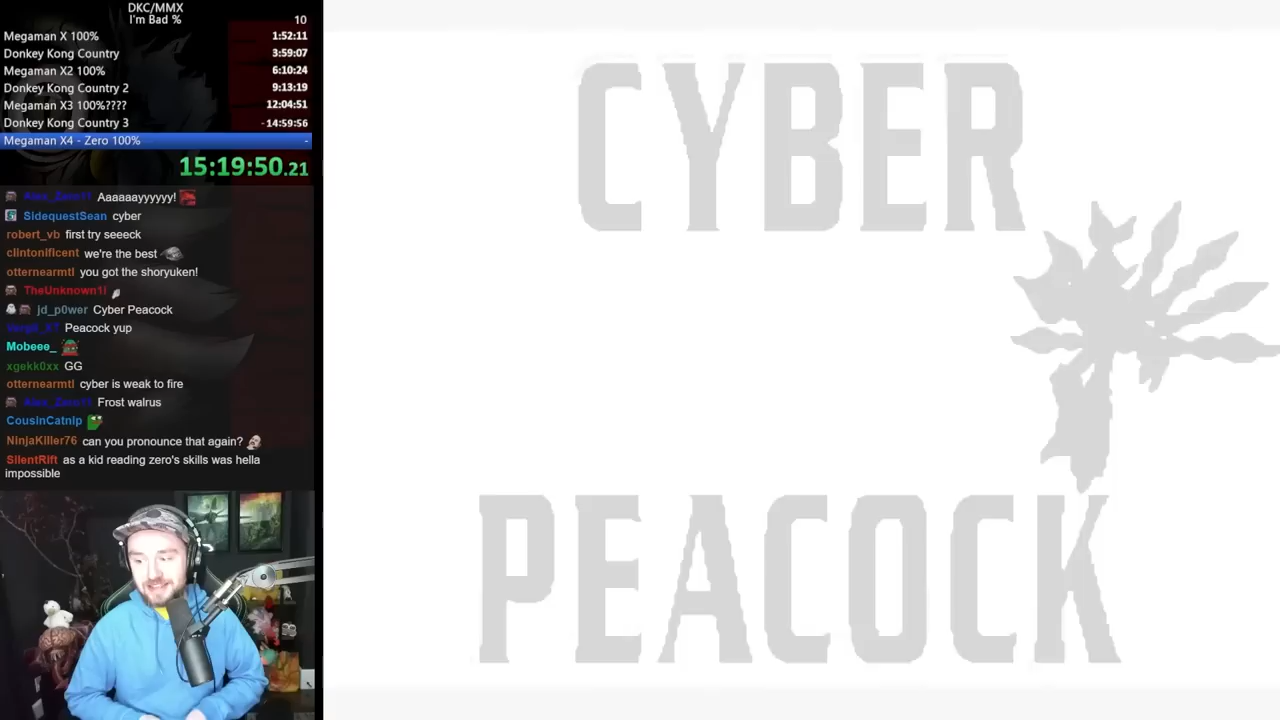 DKC/MMX
I'm Bad %
10
Megaman X 100% 1:52:11
Donkey Kong Country 3:59:07
Megaman X2 100% 6:10:24
Donkey Kong Country 2 9:13:19
Megaman X3 100%???? 12:04:51
Donkey Kong Country 3 - 14:59:56
Megaman X4 - Zero 100% -
15:19:50.21
Aaaaaayyyyyy!
SidequestSean cyber
robert_vb first try seeeck
clintonificent we're the best
otternearmtl you got the shoryuken!
TheUnknown1i
jd_p0wer Cyber Peacock
Peacock yup
Mobeee_
xgekk0xx GG
otternearmtl cyber is weak to fire
Frost walrus
CousinCatnip
NinjaKiller76 can you pronounce that again?
SilentRift as a kid reading zero's skills was hella
impossible
CYBER
PEACOCK